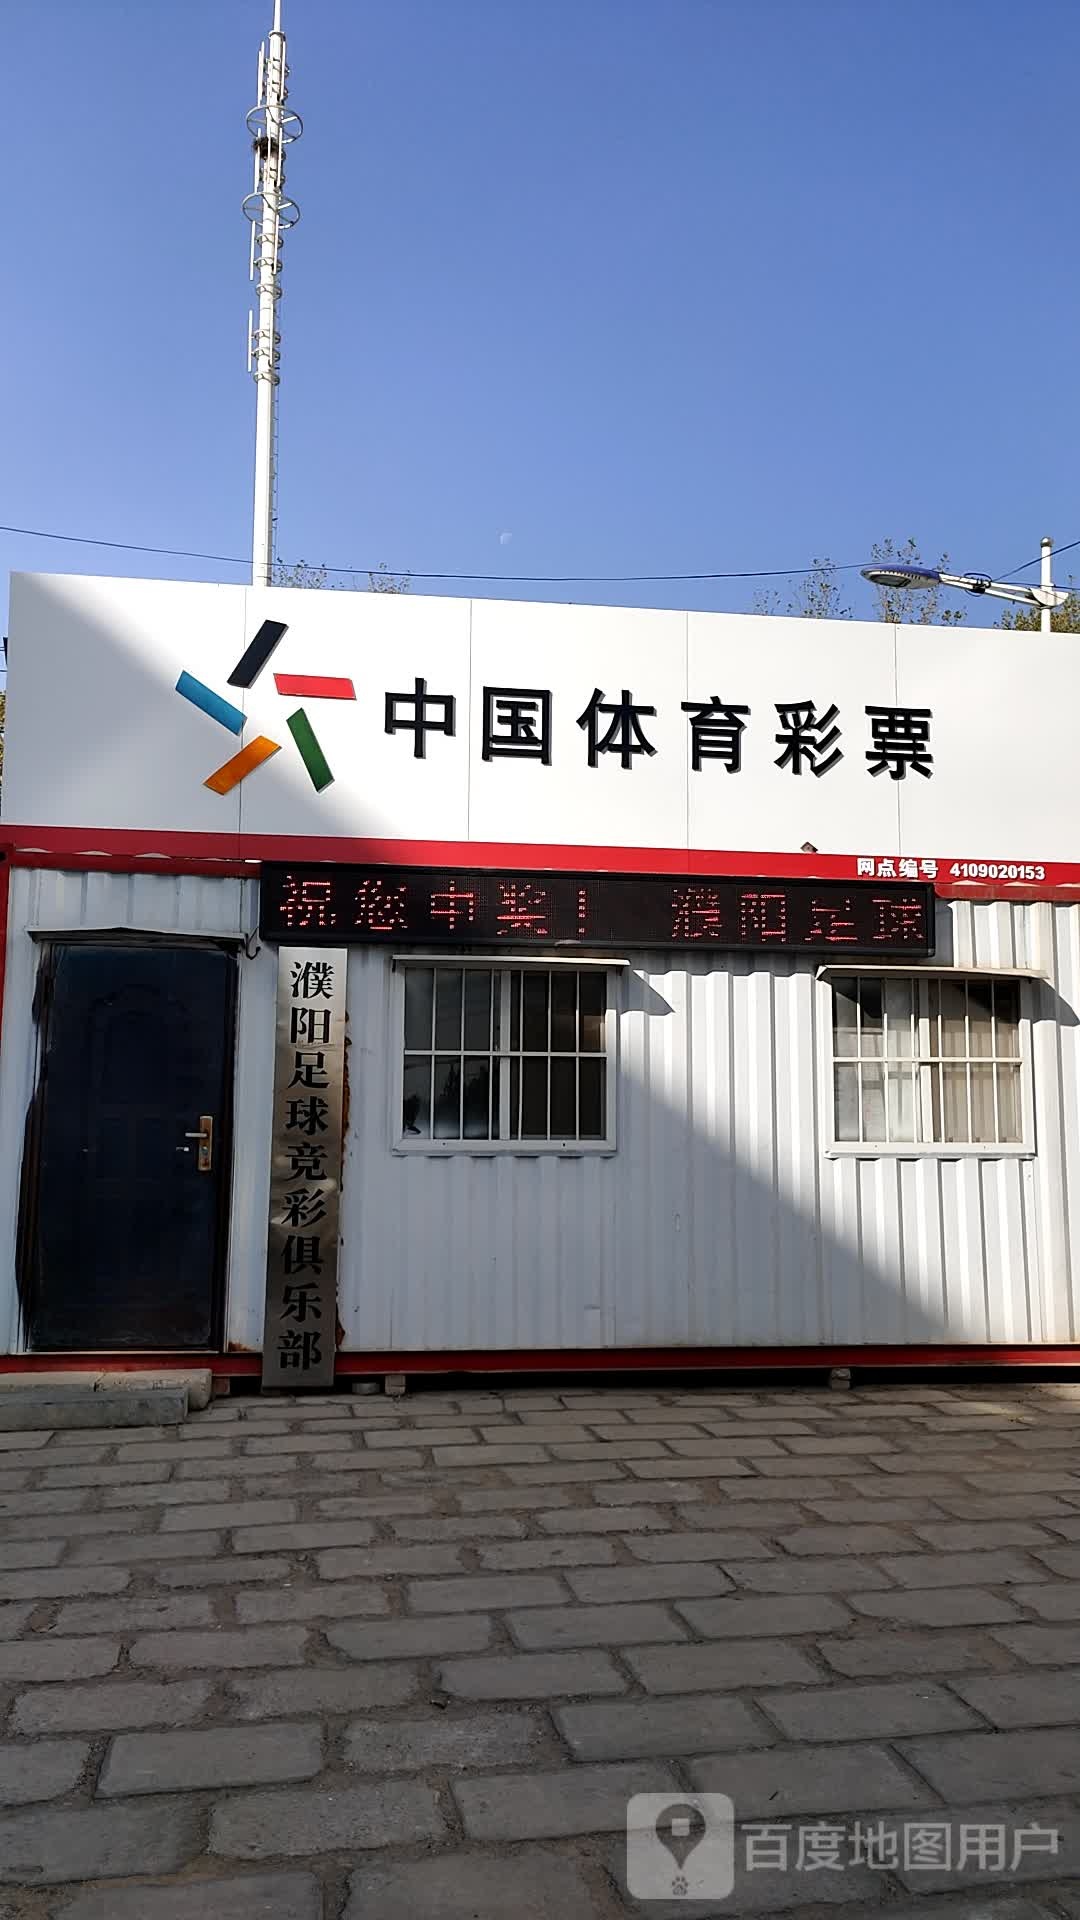 中国体育彩票
网点编号 4109020153
祝您中奖! 濮阳足球
濮阳足球竞彩俱乐部
百度地图用户